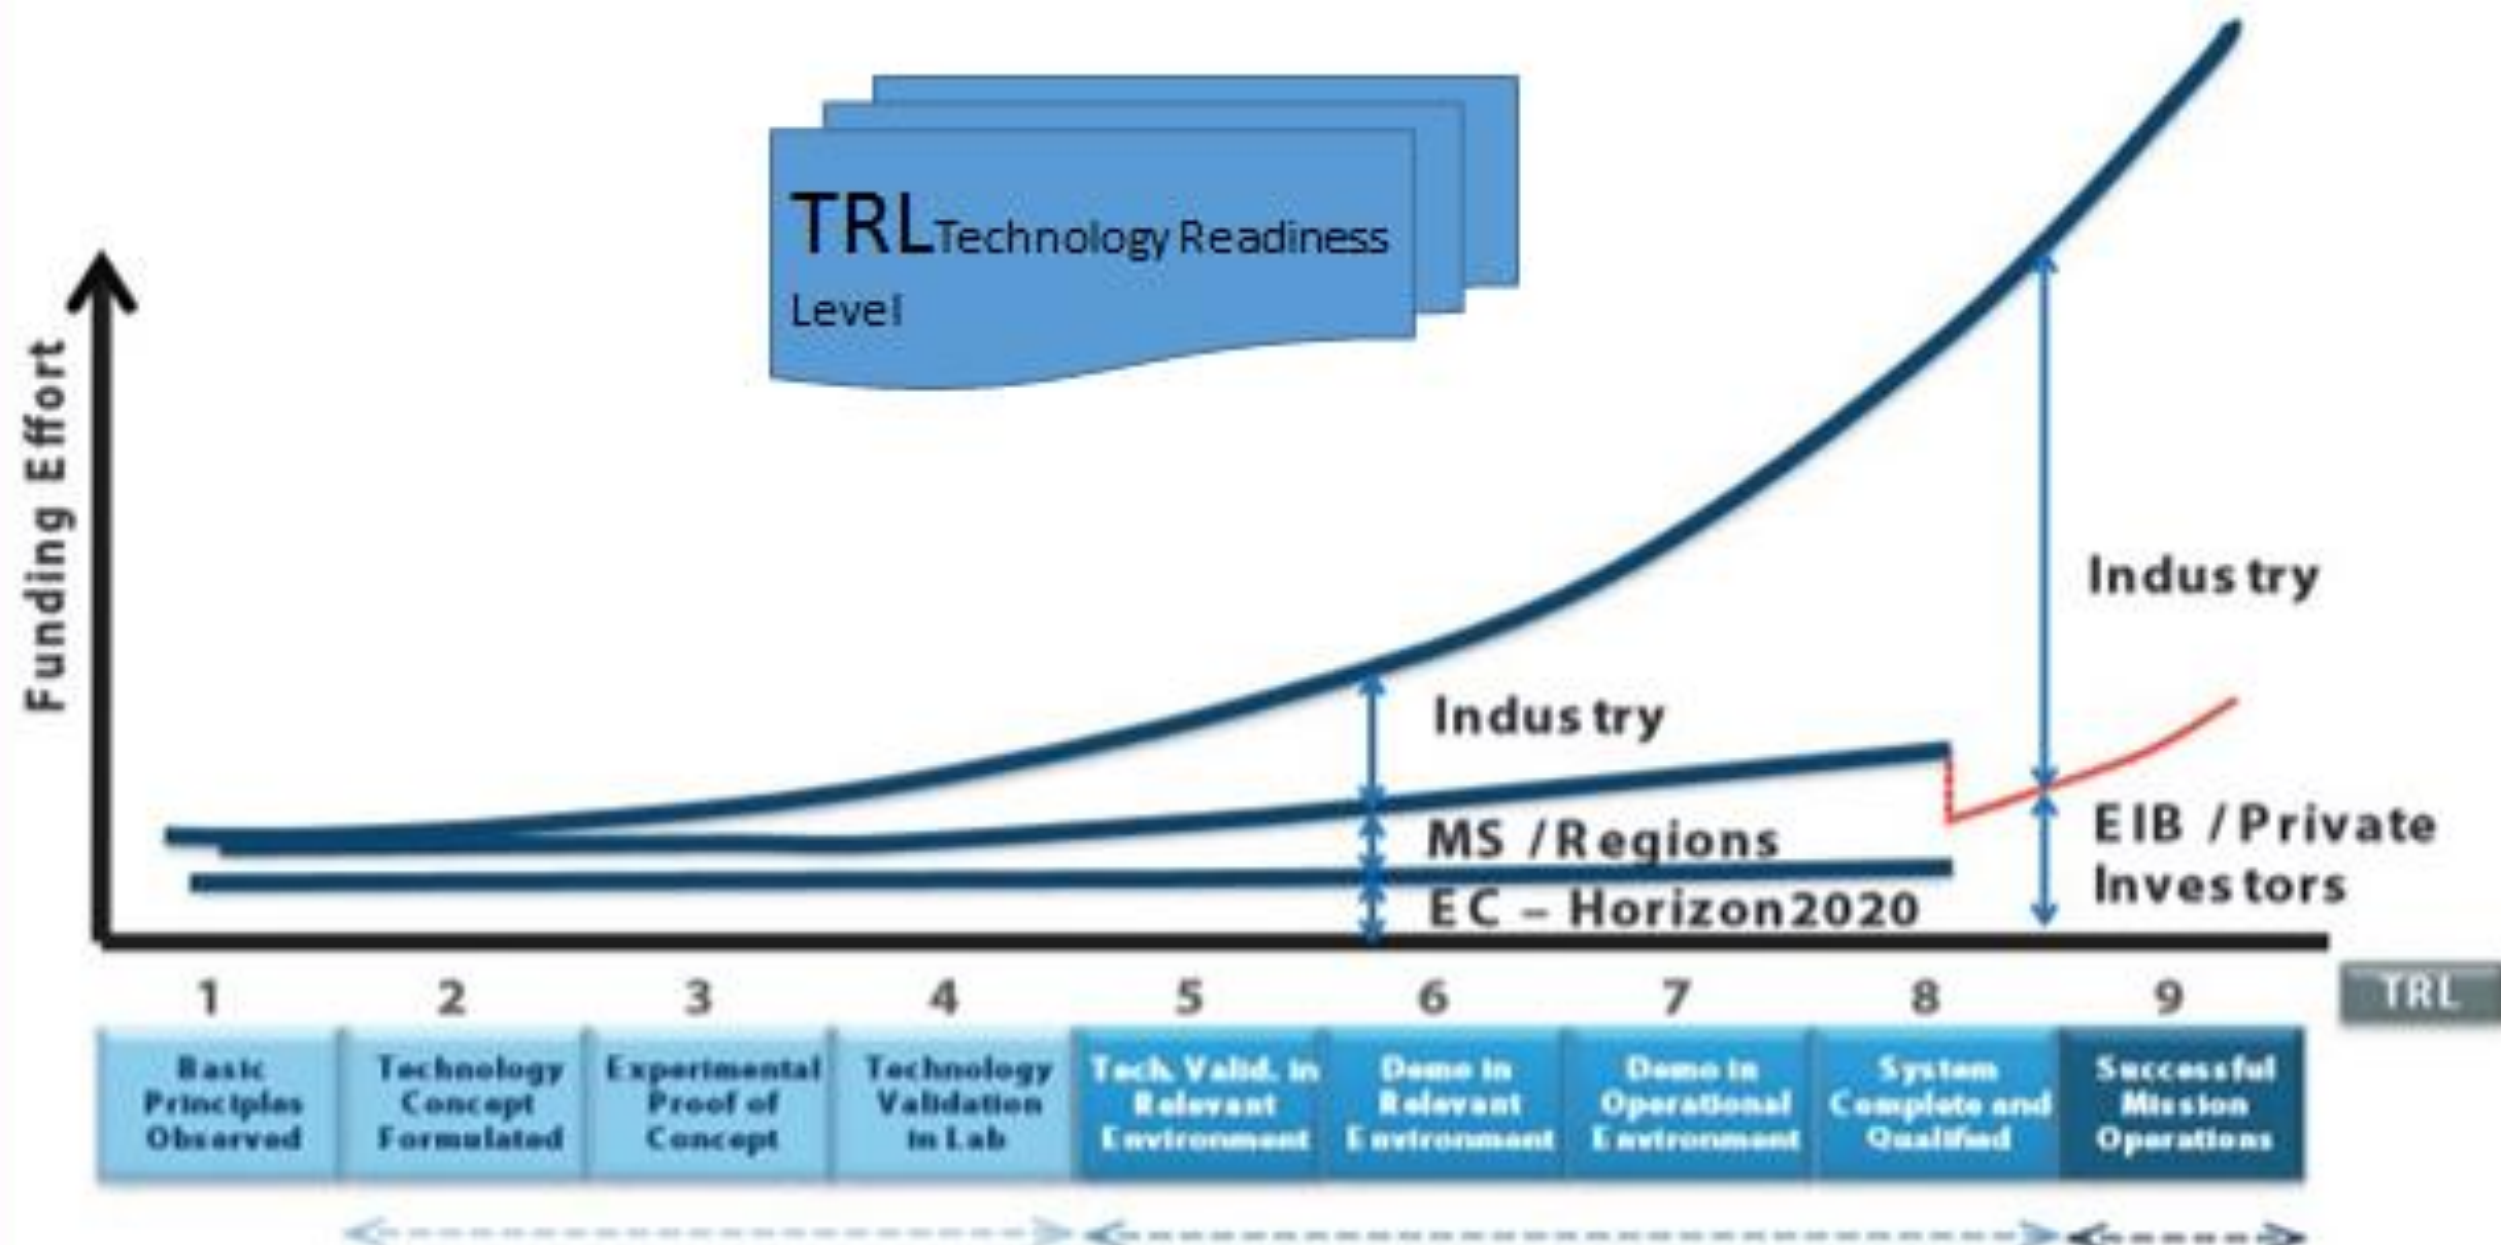 TRL Technology Readiness
Level
Funding Effort
Industry
Industry
MS / Regions
EIB / Private
Investors
EC – Horizon2020
1 2 3 4 5 6 7 8 9 TRL
Basic
Principles
Observed
Technology
Concept
Formulated
Experimental
Proof of
Concept
Technology
Validation
in Lab
Tech. Valid. in
Relevant
Environment
Demo in
Relevant
Environment
Demo in
Operational
Environment
System
Complete and
Qualified
Successful
Mission
Operations